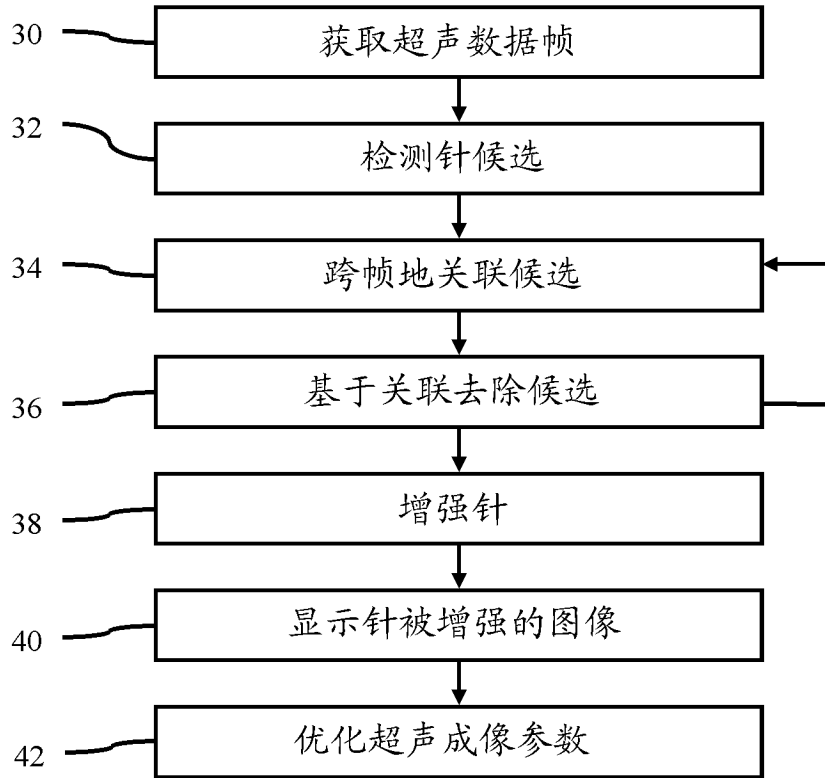 30 获取超声数据帧
32 检测针候选
34 跨帧地关联候选
36 基于关联去除候选
38 增强针
40 显示针被增强的图像
42 优化超声成像参数